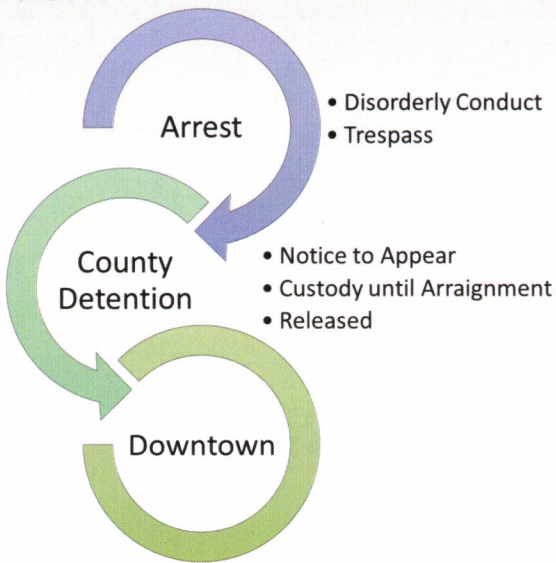 Arrest
• Disorderly Conduct
• Trespass
County
Detention
• Notice to Appear
• Custody until Arraignment
• Released
Downtown